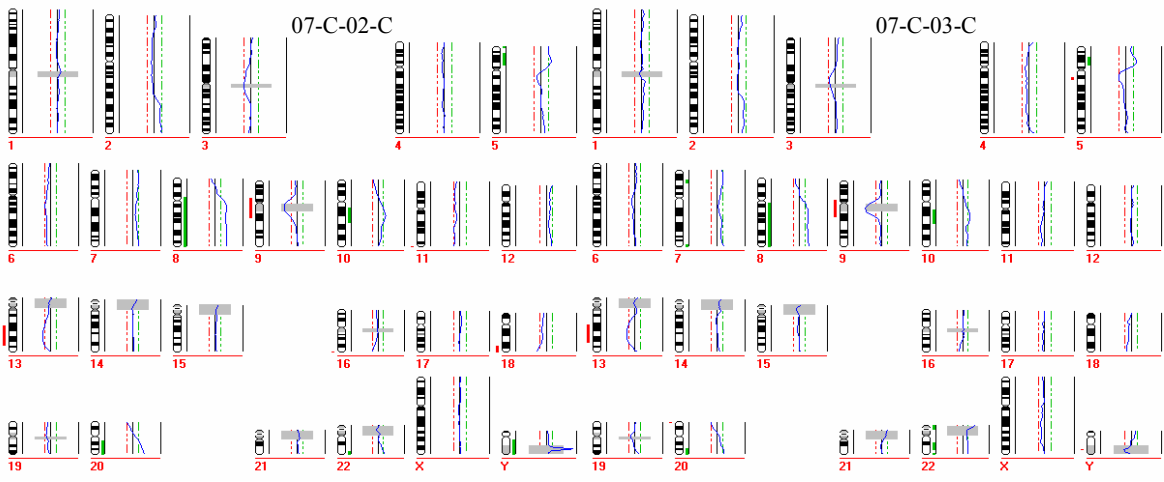 07-C-02-C 07-C-03-C
1 2 3 4 5 1 2 3 4 5
6 7 8 9 10 11 12 6 7 8 9 10 11 12
13 14 15 16 17 18 13 14 15 16 17 18
19 20 21 22 X Y 19 20 21 22 X Y